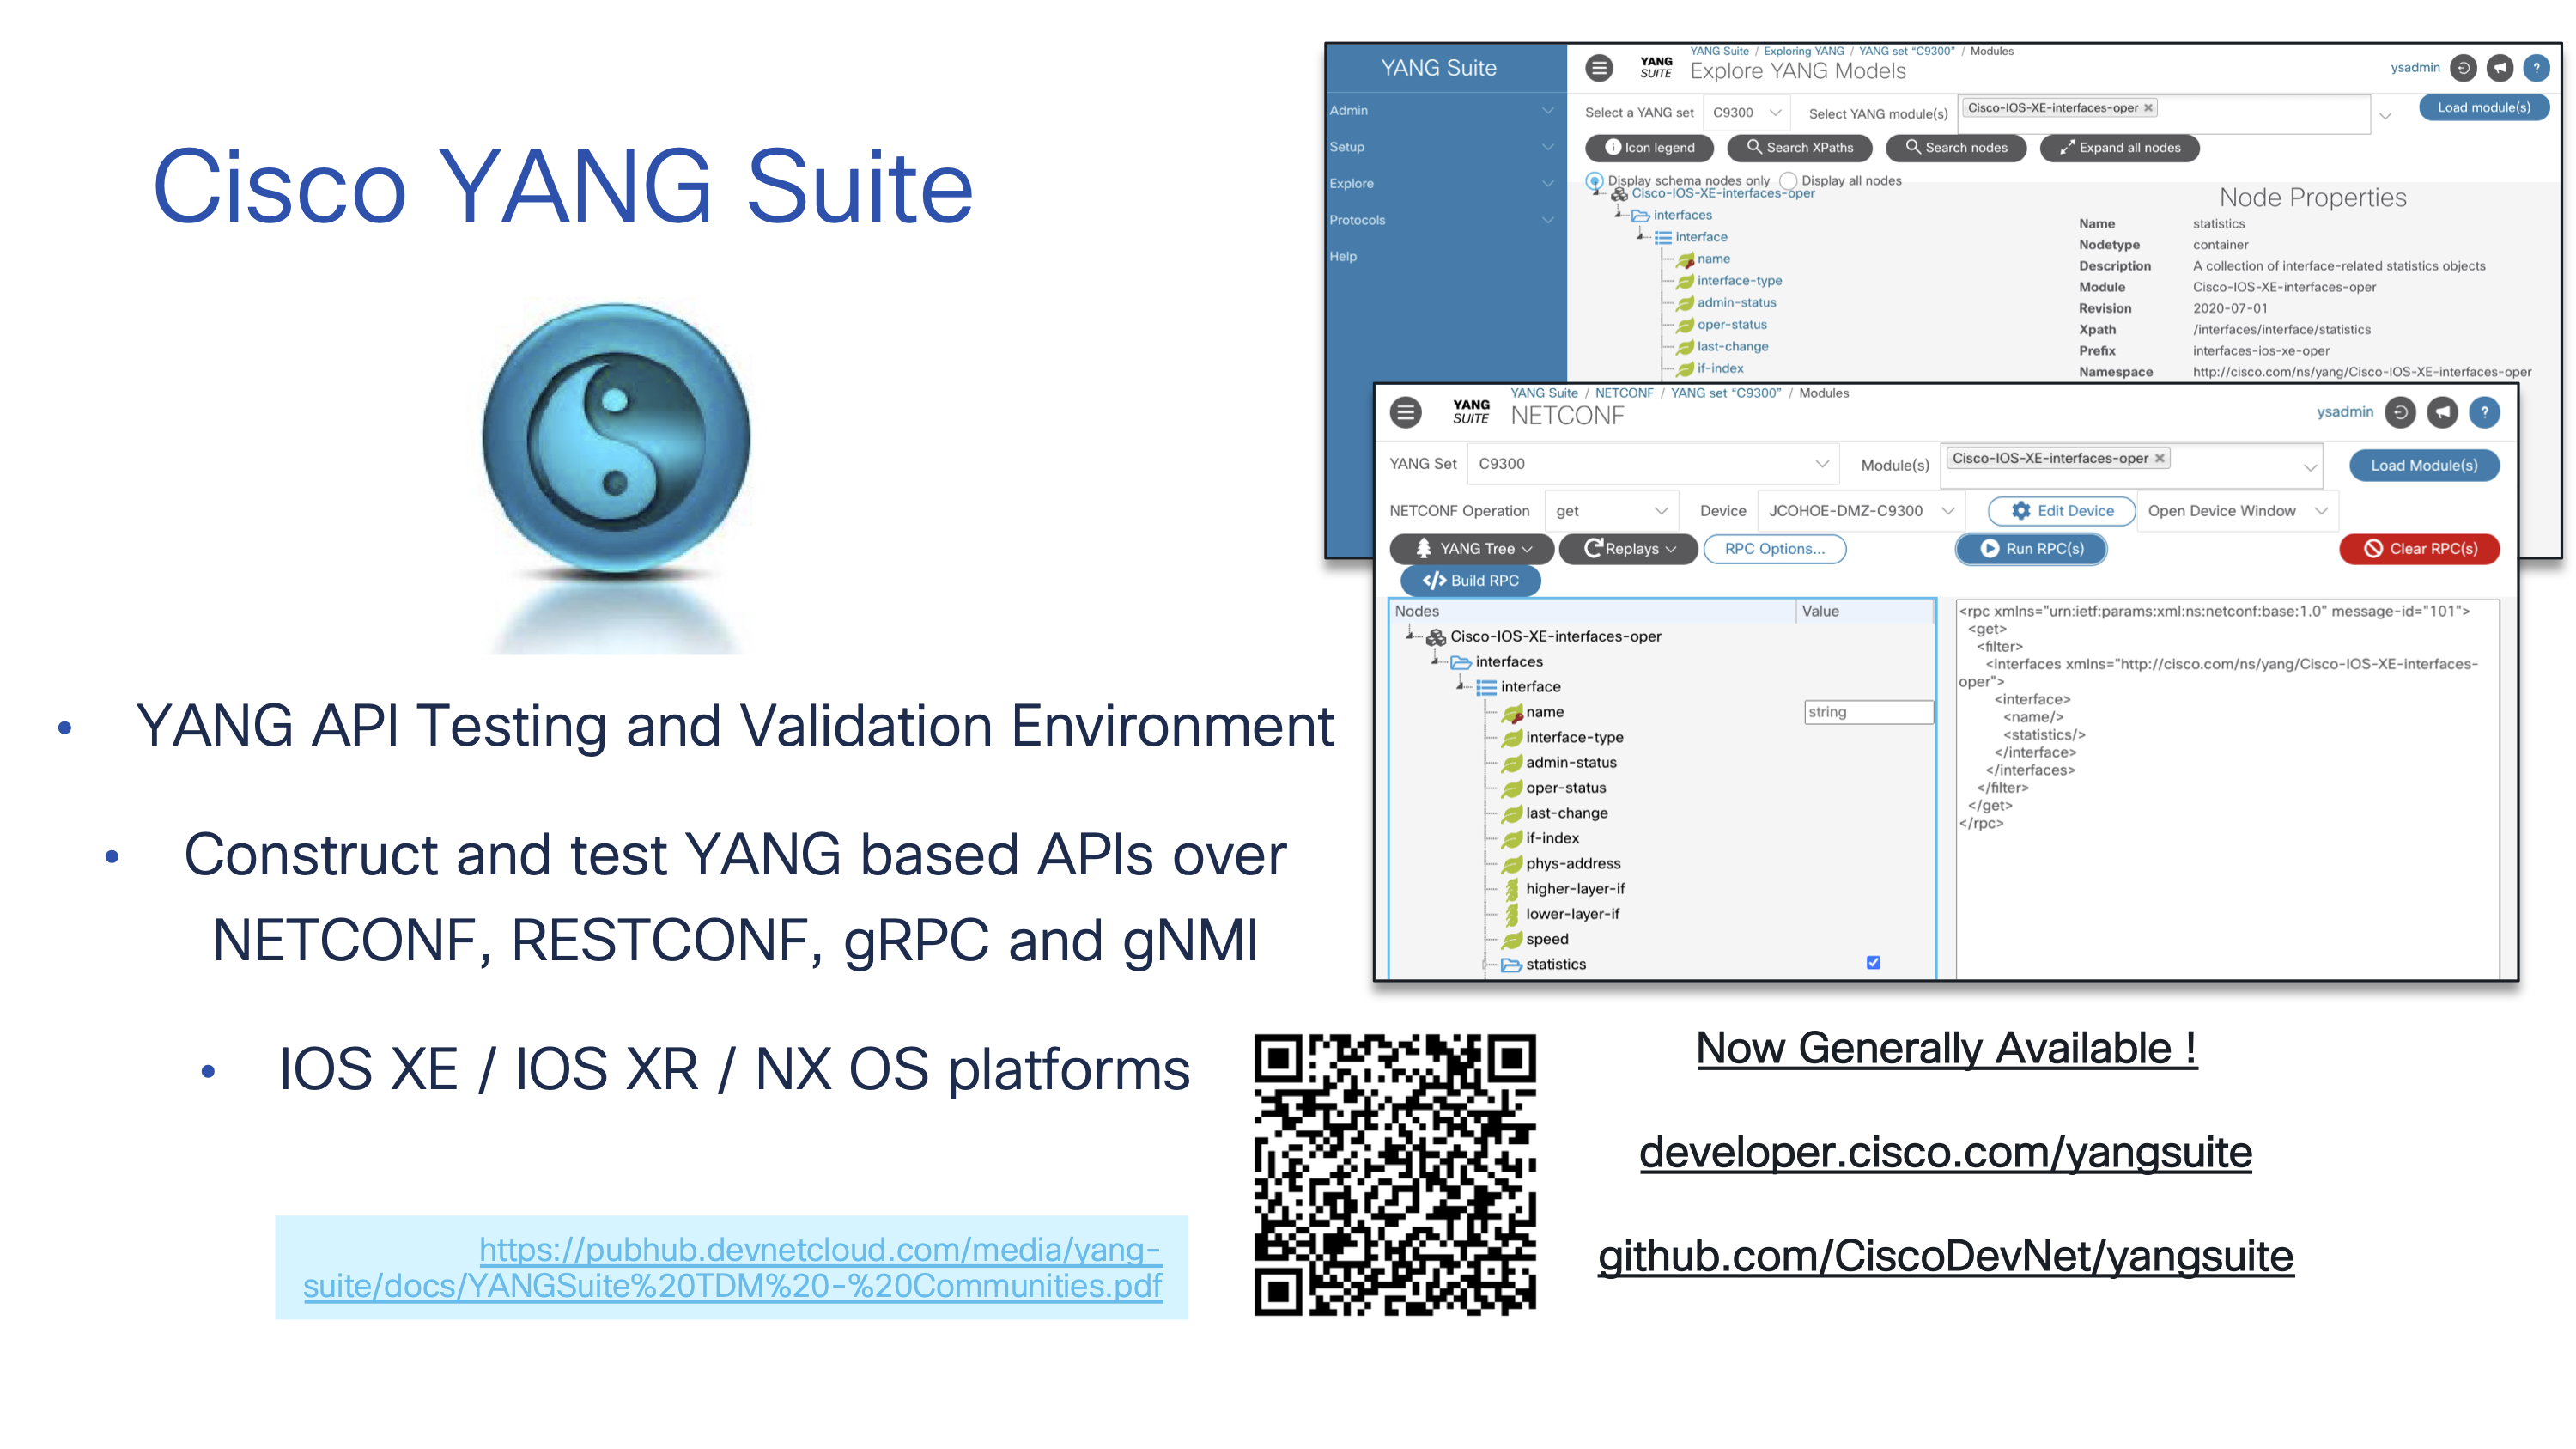 Cisco YANG Suite
• YANG API Testing and Validation Environment
• Construct and test YANG based APIs over
NETCONF, RESTCONF, gRPC and gNMI
• IOS XE / IOS XR / NX OS platforms
https://pubhub.devnetcloud.com/media/yang-
suite/docs/YANGSuite%20TDM%20-%20Communities.pdf
YANG Suite
Admin
Setup
Explore
Protocols
Help
YANG Suite / Exploring YANG / YANG set "C9300" / Modules
YANG
SUITE
Explore YANG Models
ysadmin
?
Select a YANG set C9300 Select YANG module(s) Cisco-IOS-XE-interfaces-oper × Load module(s)
Icon legend Search XPaths Search nodes Expand all nodes
Display schema nodes only Display all nodes
Cisco-IOS-XE-interfaces-oper
interfaces
interface
name
interface-type
admin-status
oper-status
last-change
if-index
Node Properties
Name statistics
Nodetype container
Description A collection of interface-related statistics objects
Module Cisco-IOS-XE-interfaces-oper
Revision 2020-07-01
Xpath /interfaces/interface/statistics
Prefix interfaces-ios-xe-oper
Namespace http://cisco.com/ns/yang/Cisco-IOS-XE-interfaces-oper
YANG Suite / NETCONF / YANG set "C9300" / Modules
YANG
SUITE
NETCONF
ysadmin
?
YANG Set C9300 Module(s) Cisco-IOS-XE-interfaces-oper × Load Module(s)
NETCONF Operation get Device JCOHOE-DMZ-C9300 Edit Device Open Device Window
YANG Tree Replays RPC Options... Run RPC(s) Clear RPC(s)
</> Build RPC
Nodes Value
Cisco-IOS-XE-interfaces-oper
interfaces
interface
name string
interface-type
admin-status
oper-status
last-change
if-index
phys-address
higher-layer-if
lower-layer-if
speed
statistics
<rpc xmlns="urn:ietf:params:xml:ns:netconf:base:1.0" message-id="101">
<get>
<filter>
<interfaces xmlns="http://cisco.com/ns/yang/Cisco-IOS-XE-interfaces-
oper">
<interface>
<name/>
<statistics/>
</interface>
</interfaces>
</filter>
</get>
</rpc>
Now Generally Available !
developer.cisco.com/yangsuite
github.com/CiscoDevNet/yangsuite